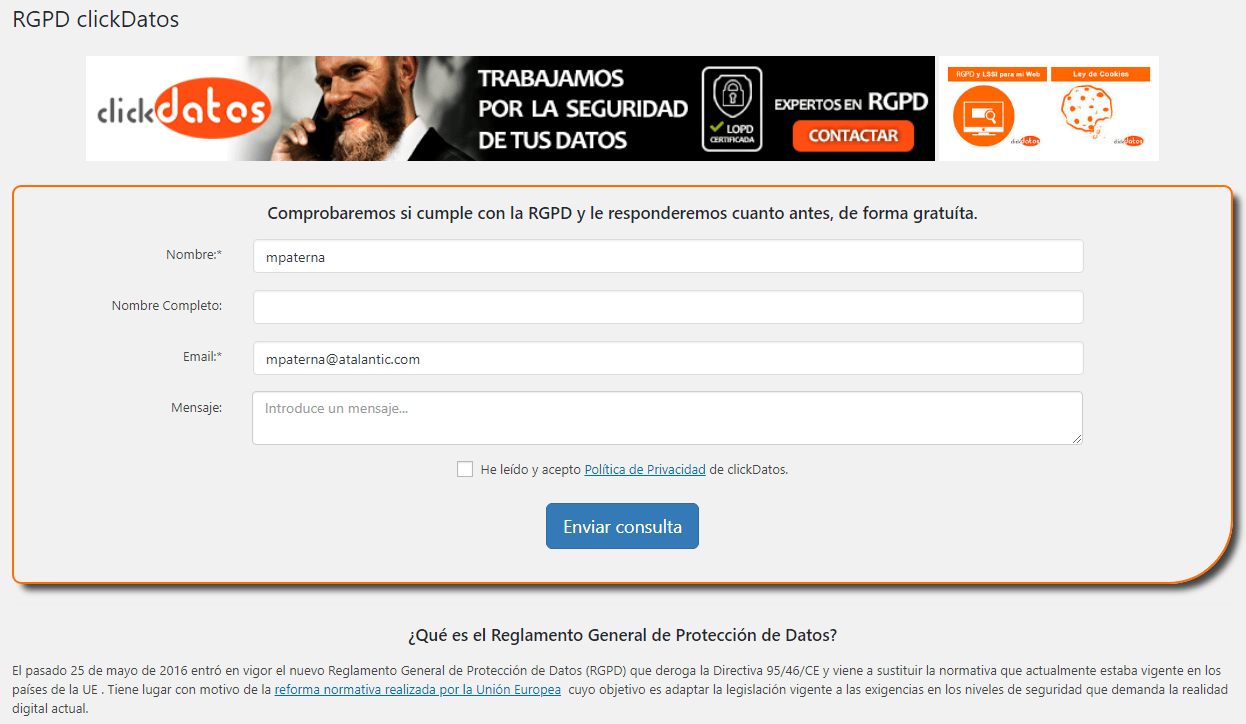 RGPD clickDatos
clickdatos
TRABAJAMOS
POR LA SEGURIDAD
DE TUS DATOS
LOPD
CERTIFICADA
EXPERTOS EN RGPD
CONTACTAR
RGPD y LSSI para mi Web
clickdatos
Ley de Cookies
clickdatos
Comprobaremos si cumple con la RGPD y le responderemos cuanto antes, de forma gratuíta.
Nombre:*
mpaterna
Nombre Completo:
Email:*
mpaterna@atalantic.com
Mensaje:
Introduce un mensaje...
He leído y acepto Política de Privacidad de clickDatos.
Enviar consulta
¿Qué es el Reglamento General de Protección de Datos?
El pasado 25 de mayo de 2016 entró en vigor el nuevo Reglamento General de Protección de Datos (RGPD) que deroga la Directiva 95/46/CE y viene a sustituir la normativa que actualmente estaba vigente en los
países de la UE . Tiene lugar con motivo de la reforma normativa realizada por la Unión Europea cuyo objetivo es adaptar la legislación vigente a las exigencias en los niveles de seguridad que demanda la realidad
digital actual.